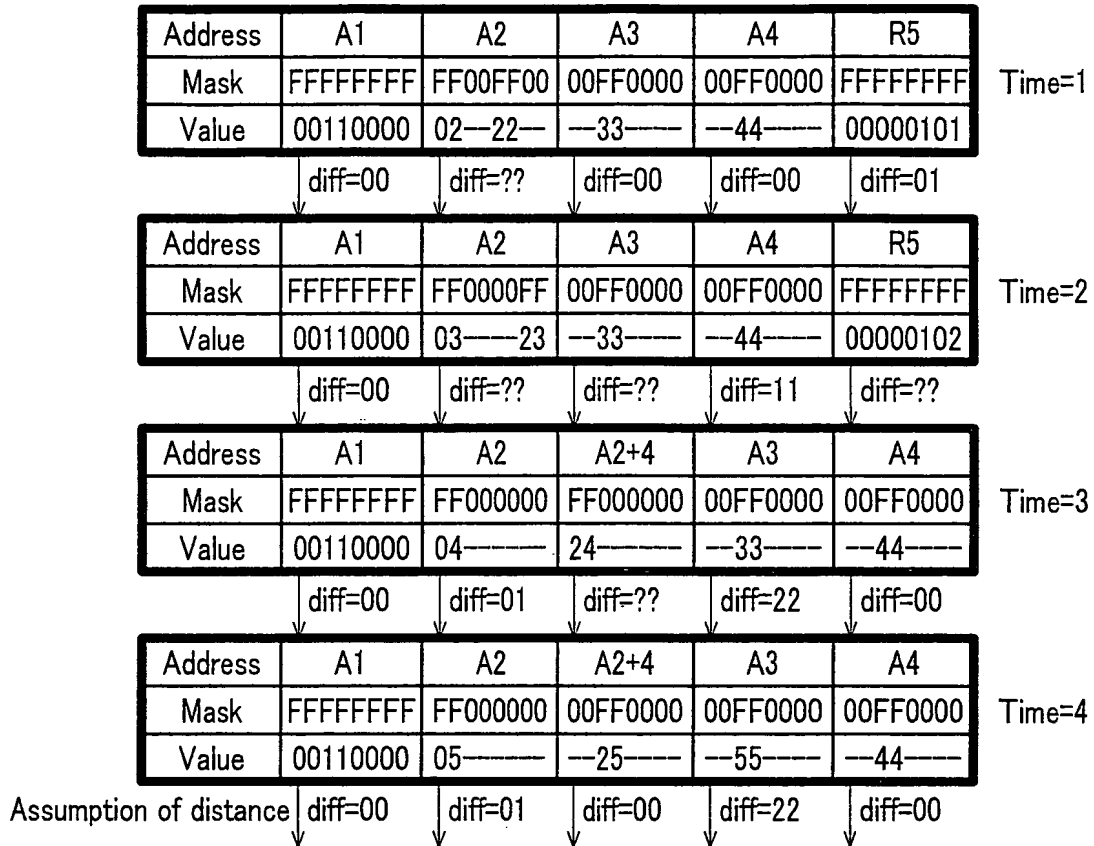 Address A1 A2 A3 A4 R5
Mask FFFFFFFF FF00FF00 00FF0000 00FF0000 FFFFFFFF Time=1
Value 00110000 02--22-- --33---- --44---- 00000101
diff=00 diff=?? diff=00 diff=00 diff=01
Address A1 A2 A3 A4 R5
Mask FFFFFFFF FF0000FF 00FF0000 00FF0000 FFFFFFFF Time=2
Value 00110000 03----23 --33---- --44---- 00000102
diff=00 diff=?? diff=?? diff=11 diff=??
Address A1 A2 A2+4 A3 A4
Mask FFFFFFFF FF000000 FF000000 00FF0000 00FF0000 Time=3
Value 00110000 04------ 24------ --33---- --44----
diff=00 diff=01 diff=?? diff=22 diff=00
Address A1 A2 A2+4 A3 A4
Mask FFFFFFFF FF000000 00FF0000 00FF0000 00FF0000 Time=4
Value 00110000 05------ --25---- --55---- --44----
Assumption of distance diff=00 diff=01 diff=00 diff=22 diff=00